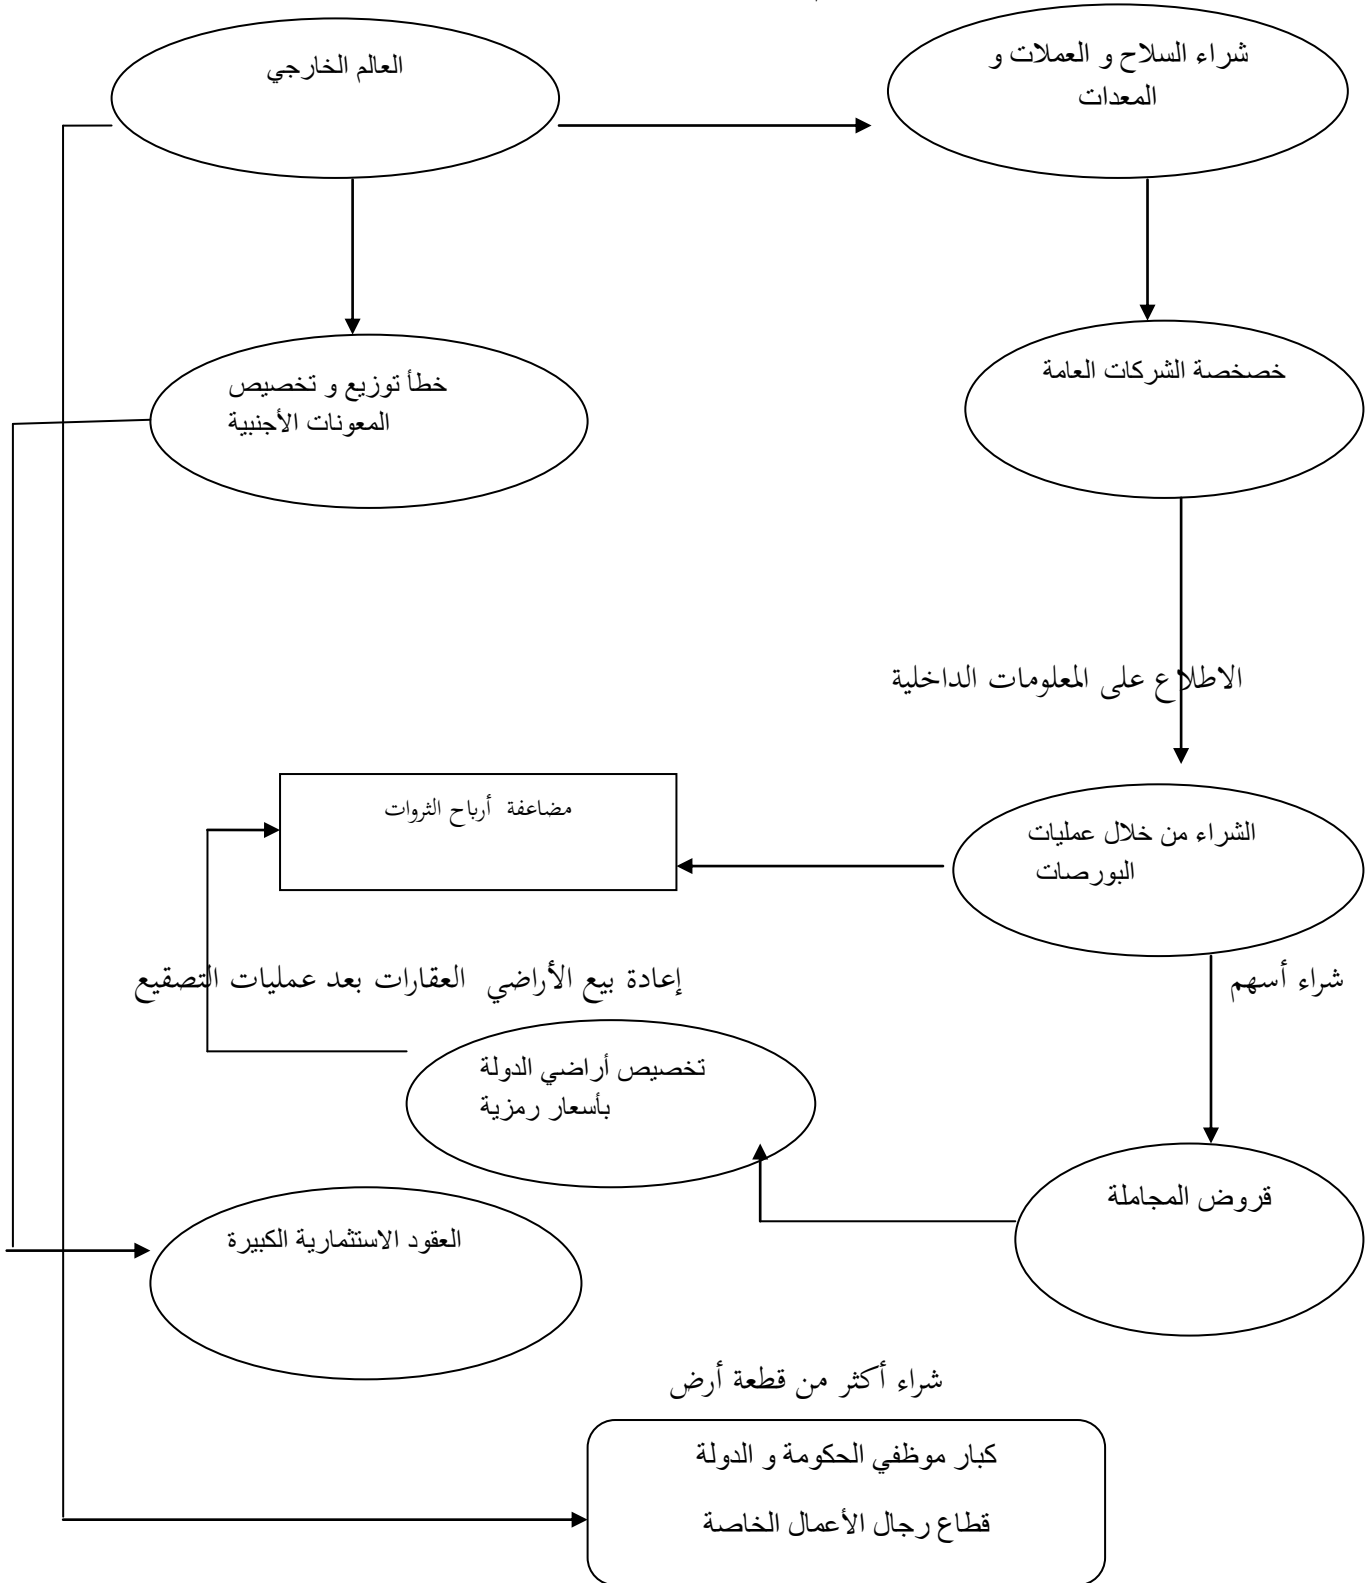 شراء السلاح و العملات و
المعدات
العالم الخارجي
خصخصة الشركات العامة
خطأ توزيع و تخصيص
المعونات الأجنبية
الاطلاع على المعلومات الداخلية
مضاعفة أرباح الثروات
الشراء من خلال عمليات
البورصات
شراء أسهم
إعادة بيع الأراضي العقارات بعد عمليات التصقيع
تخصيص أراضي الدولة
بأسعار رمزية
قروض المجاملة
العقود الاستثمارية الكبيرة
شراء أكثر من قطعة أرض
كبار موظفي الحكومة و الدولة
قطاع رجال الأعمال الخاصة